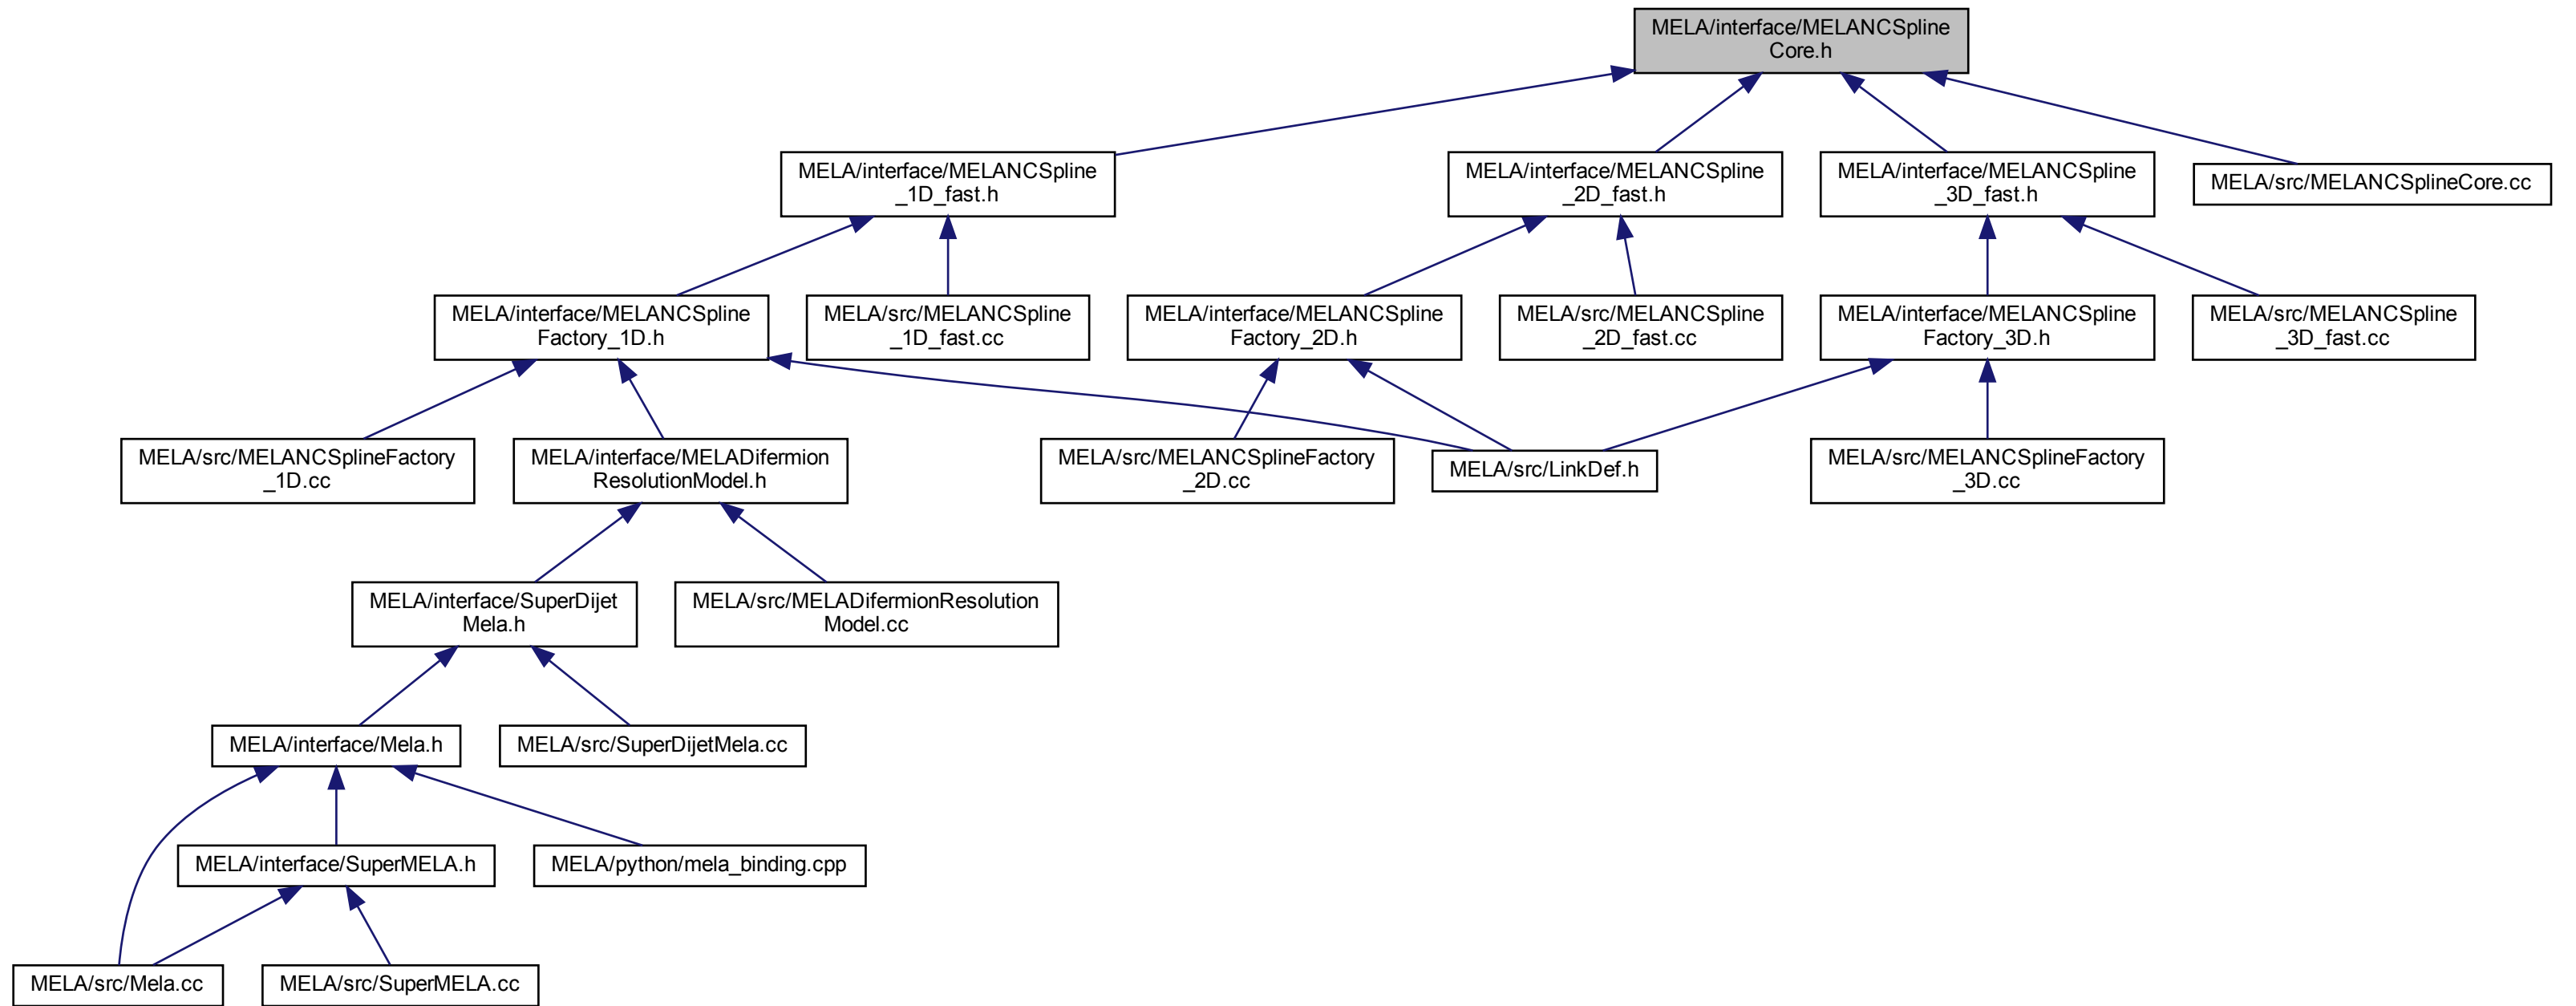 MELA/interface/MELANCSpline
Core.h
MELA/interface/MELANCSpline
_1D_fast.h
MELA/interface/MELANCSpline
_2D_fast.h
MELA/interface/MELANCSpline
_3D_fast.h
MELA/src/MELANCSplineCore.cc
MELA/interface/MELANCSpline
Factory_1D.h
MELA/src/MELANCSpline
_1D_fast.cc
MELA/interface/MELANCSpline
Factory_2D.h
MELA/src/MELANCSpline
_2D_fast.cc
MELA/interface/MELANCSpline
Factory_3D.h
MELA/src/MELANCSpline
_3D_fast.cc
MELA/src/MELANCSplineFactory
_1D.cc
MELA/interface/MELADifermion
ResolutionModel.h
MELA/src/MELANCSplineFactory
_2D.cc
MELA/src/LinkDef.h
MELA/src/MELANCSplineFactory
_3D.cc
MELA/interface/SuperDijet
Mela.h
MELA/src/MELADifermionResolution
Model.cc
MELA/interface/Mela.h
MELA/src/SuperDijetMela.cc
MELA/interface/SuperMELA.h
MELA/python/mela_binding.cpp
MELA/src/Mela.cc
MELA/src/SuperMELA.cc